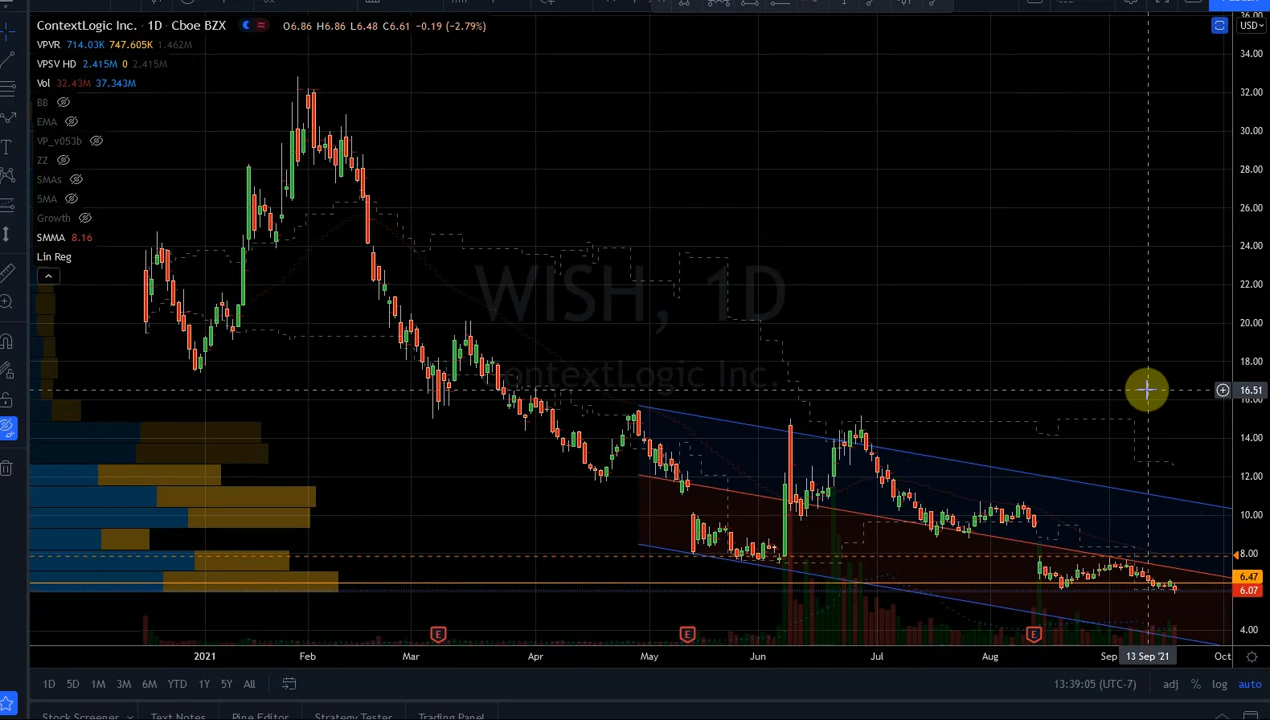 ContextLogic Inc. · 1D · Cboe BZX O6.86 H6.86 L6.48 C6.61 −0.19 (−2.79%)
VPVR 714.03K 747.605K 1.462M
VPSV HD 2.415M 0 2.415M
Vol 32.43M 37.343M
BB
EMA
VP_v053b
ZZ
SMAs
5MA
Growth
SMMA 8.16
Lin Reg
WISH, 1D
ContextLogic Inc.
USD
36.00
34.00
32.00
30.00
28.00
26.00
24.00
22.00
20.00
18.00
16.51
16.00
14.00
12.00
10.00
8.00
6.47
6.07
4.00
E E E
2021 Feb Mar Apr May Jun Jul Aug Sep 13 Sep '21 Oct
1D 5D 1M 3M 6M YTD 1Y 5Y All 13:39:05 (UTC-7) adj % log auto
Stock Screener Text Notes Pine Editor Strategy Tester Trading Panel